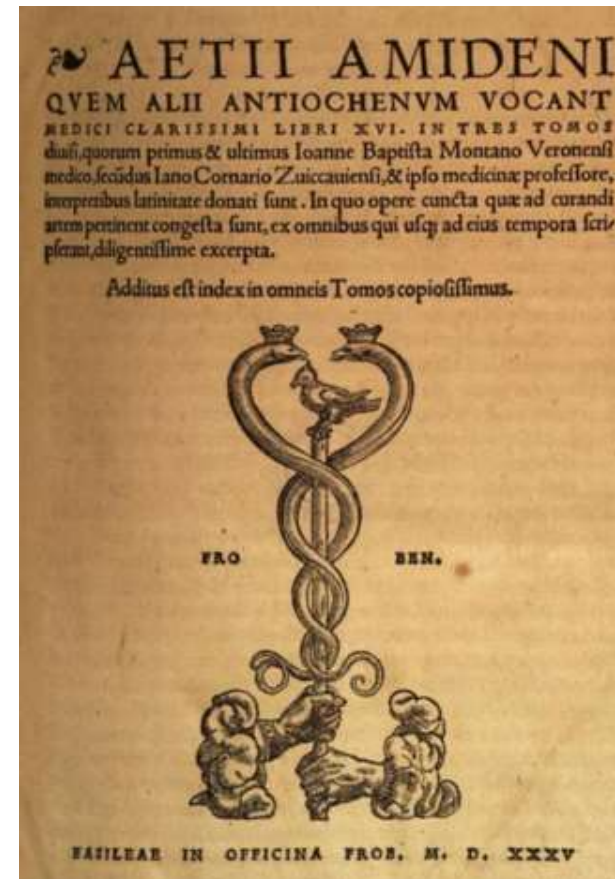 ❧ AETII AMIDENI
QVEM ALII ANTIOCHENVM VOCANT
MEDICI CLARISSIMI LIBRI XVI. IN TRES TOMOS
diuisi, quorum primus & ultimus Ioanne Baptista Montano Veronensi
medico, secūdus Iano Cornario Zuiccauiensi, & ipso medicinæ professore,
interpretibus latinitate donati sunt. In quo opere cuncta quæ ad curandi
artem pertinent congesta sunt, ex omnibus qui usq; ad eius tempora scri-
pserant, diligentissime excerpta.
Additus est index in omneis Tomos copiosissimus.
FRO BEN.
BASILEAE IN OFFICINA FROB. M. D. XXXV